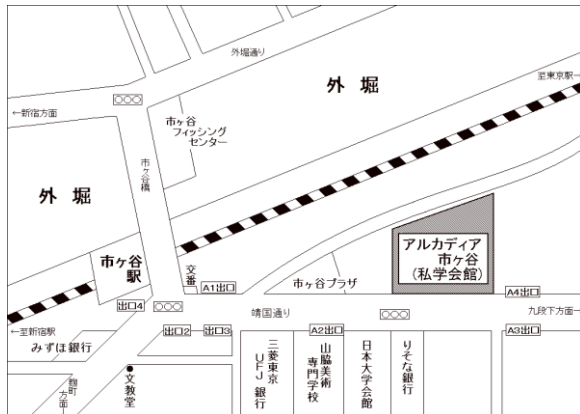 外堀通り
至東京駅→
外 堀
←新宿方面
市ヶ谷
フィッシング
センター
市ヶ谷橋
外 堀
アルカディア
市ヶ谷
(私学会館)
市ヶ谷
駅
交番
A1出口
市ヶ谷プラザ
A4出口
出口4
靖国通り
九段下方面→
←至新宿駅
出口2
出口3
A2出口
A3出口
みずほ銀行
麹町方面→
文教堂
三菱東京
UFJ銀行
山脇美術
専門学校
日本大学会館
りそな銀行